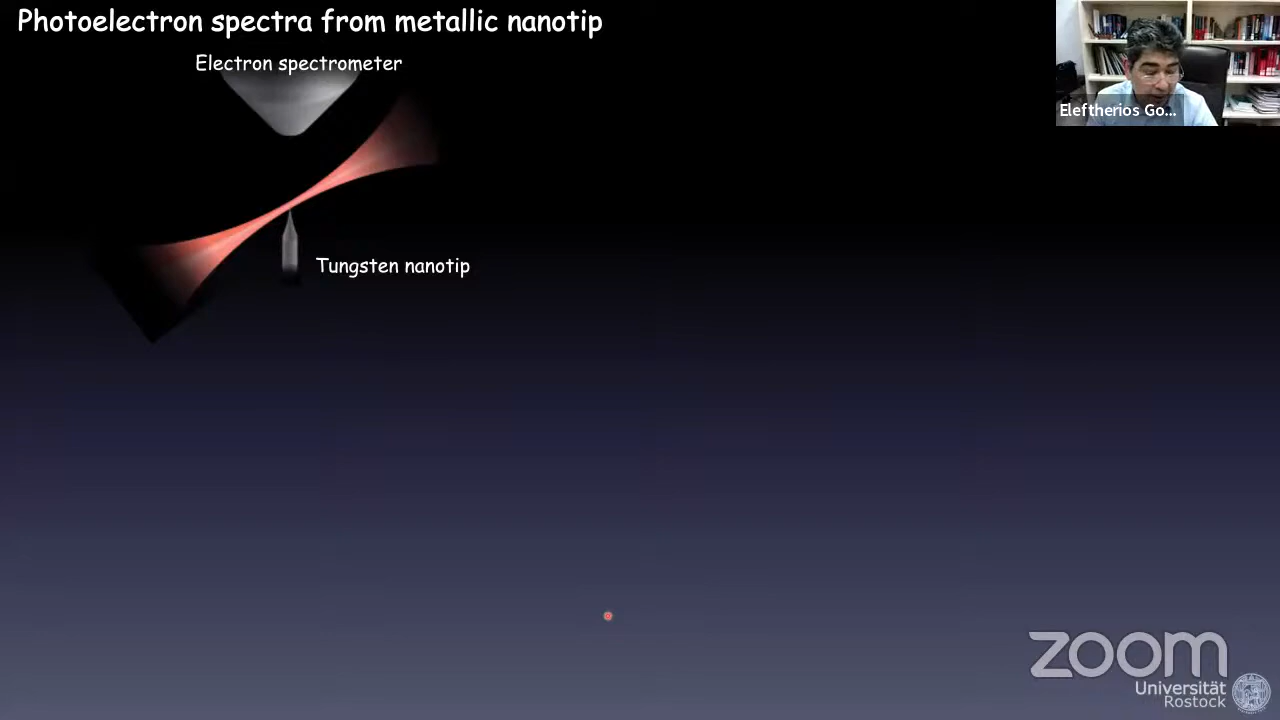 Photoelectron spectra from metallic nanotip
Electron spectrometer
Eleftherios Go...
Tungsten nanotip
zoom
Universität
Rostock